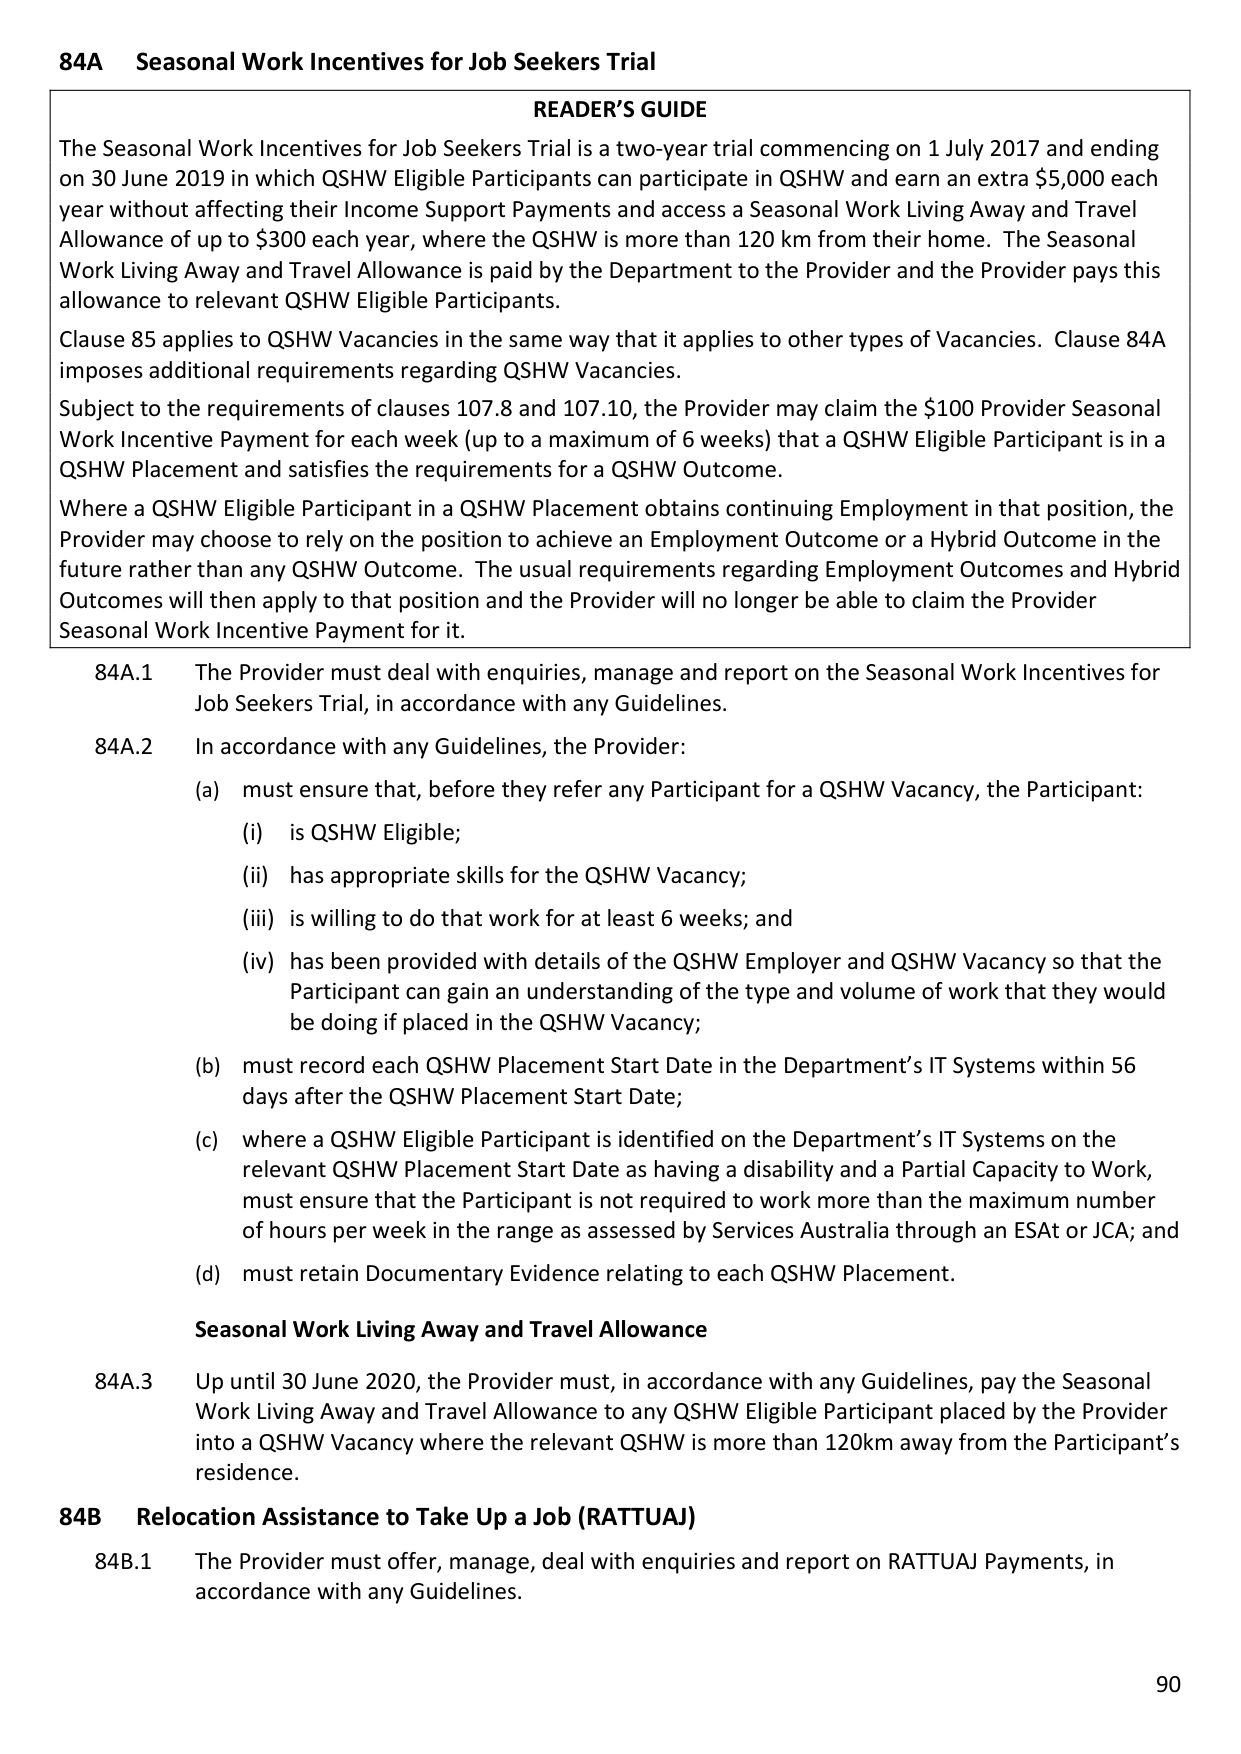 84A Seasonal Work Incentives for Job Seekers Trial
READER’S GUIDE
The Seasonal Work Incentives for Job Seekers Trial is a two-year trial commencing on 1 July 2017 and ending
on 30 June 2019 in which QSHW Eligible Participants can participate in QSHW and earn an extra $5,000 each
year without affecting their Income Support Payments and access a Seasonal Work Living Away and Travel
Allowance of up to $300 each year, where the QSHW is more than 120 km from their home. The Seasonal
Work Living Away and Travel Allowance is paid by the Department to the Provider and the Provider pays this
allowance to relevant QSHW Eligible Participants.
Clause 85 applies to QSHW Vacancies in the same way that it applies to other types of Vacancies. Clause 84A
imposes additional requirements regarding QSHW Vacancies.
Subject to the requirements of clauses 107.8 and 107.10, the Provider may claim the $100 Provider Seasonal
Work Incentive Payment for each week (up to a maximum of 6 weeks) that a QSHW Eligible Participant is in a
QSHW Placement and satisfies the requirements for a QSHW Outcome.
Where a QSHW Eligible Participant in a QSHW Placement obtains continuing Employment in that position, the
Provider may choose to rely on the position to achieve an Employment Outcome or a Hybrid Outcome in the
future rather than any QSHW Outcome. The usual requirements regarding Employment Outcomes and Hybrid
Outcomes will then apply to that position and the Provider will no longer be able to claim the Provider
Seasonal Work Incentive Payment for it.
84A.1 The Provider must deal with enquiries, manage and report on the Seasonal Work Incentives for
Job Seekers Trial, in accordance with any Guidelines.
84A.2 In accordance with any Guidelines, the Provider:
(a) must ensure that, before they refer any Participant for a QSHW Vacancy, the Participant:
(i) is QSHW Eligible;
(ii) has appropriate skills for the QSHW Vacancy;
(iii) is willing to do that work for at least 6 weeks; and
(iv) has been provided with details of the QSHW Employer and QSHW Vacancy so that the
Participant can gain an understanding of the type and volume of work that they would
be doing if placed in the QSHW Vacancy;
(b) must record each QSHW Placement Start Date in the Department’s IT Systems within 56
days after the QSHW Placement Start Date;
(c) where a QSHW Eligible Participant is identified on the Department’s IT Systems on the
relevant QSHW Placement Start Date as having a disability and a Partial Capacity to Work,
must ensure that the Participant is not required to work more than the maximum number
of hours per week in the range as assessed by Services Australia through an ESAt or JCA; and
(d) must retain Documentary Evidence relating to each QSHW Placement.
Seasonal Work Living Away and Travel Allowance
84A.3 Up until 30 June 2020, the Provider must, in accordance with any Guidelines, pay the Seasonal
Work Living Away and Travel Allowance to any QSHW Eligible Participant placed by the Provider
into a QSHW Vacancy where the relevant QSHW is more than 120km away from the Participant’s
residence.
84B Relocation Assistance to Take Up a Job (RATTUAJ)
84B.1 The Provider must offer, manage, deal with enquiries and report on RATTUAJ Payments, in
accordance with any Guidelines.
90